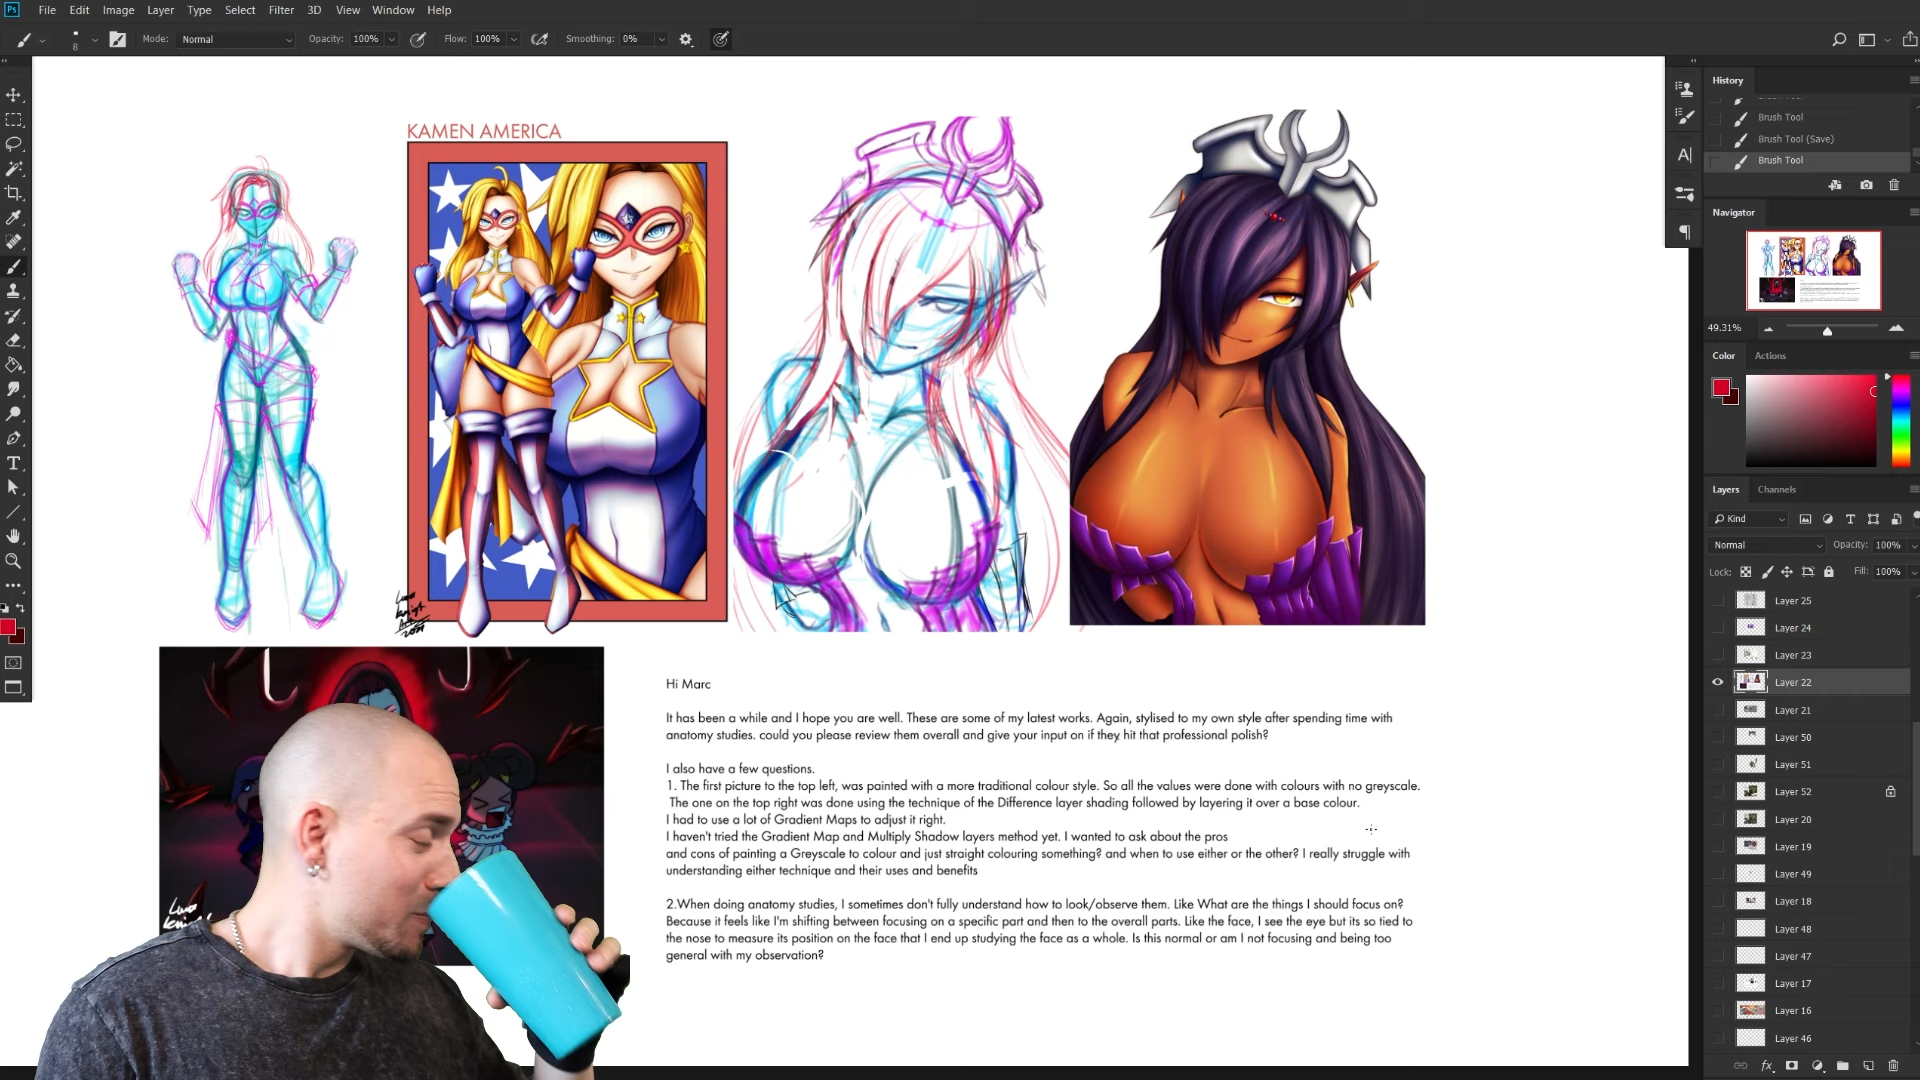 Ps File Edit Image Layer Type Select Filter 3D View Window Help
8 Mode: Normal Opacity: 100% Flow: 100% Smoothing: 0%
History
Brush Tool
Brush Tool (Save)
Brush Tool
Navigator
49.31%
Color Actions
Layers Channels
Kind
Normal Opacity: 100%
Lock: Fill: 100%
Layer 25
Layer 24
Layer 23
Layer 22
Layer 21
Layer 50
Layer 51
Layer 52
Layer 20
Layer 19
Layer 49
Layer 18
Layer 48
Layer 47
Layer 17
Layer 16
Layer 46
KAMEN AMERICA
Hi Marc
It has been a while and I hope you are well. These are some of my latest works. Again, stylised to my own style after spending time with
anatomy studies. could you please review them overall and give your input on if they hit that professional polish?
I also have a few questions.
1. The first picture to the top left, was painted with a more traditional colour style. So all the values were done with colours with no greyscale.
The one on the top right was done using the technique of the Difference layer shading followed by layering it over a base colour.
I had to use a lot of Gradient Maps to adjust it right.
I haven't tried the Gradient Map and Multiply Shadow layers method yet. I wanted to ask about the pros
and cons of painting a Greyscale to colour and just straight colouring something? and when to use either or the other? I really struggle with
understanding either technique and their uses and benefits
2.When doing anatomy studies, I sometimes don't fully understand how to look/observe them. Like What are the things I should focus on?
Because it feels like I'm shifting between focusing on a specific part and then to the overall parts. Like the face, I see the eye but its so tied to
the nose to measure its position on the face that I end up studying the face as a whole. Is this normal or am I not focusing and being too
general with my observation?